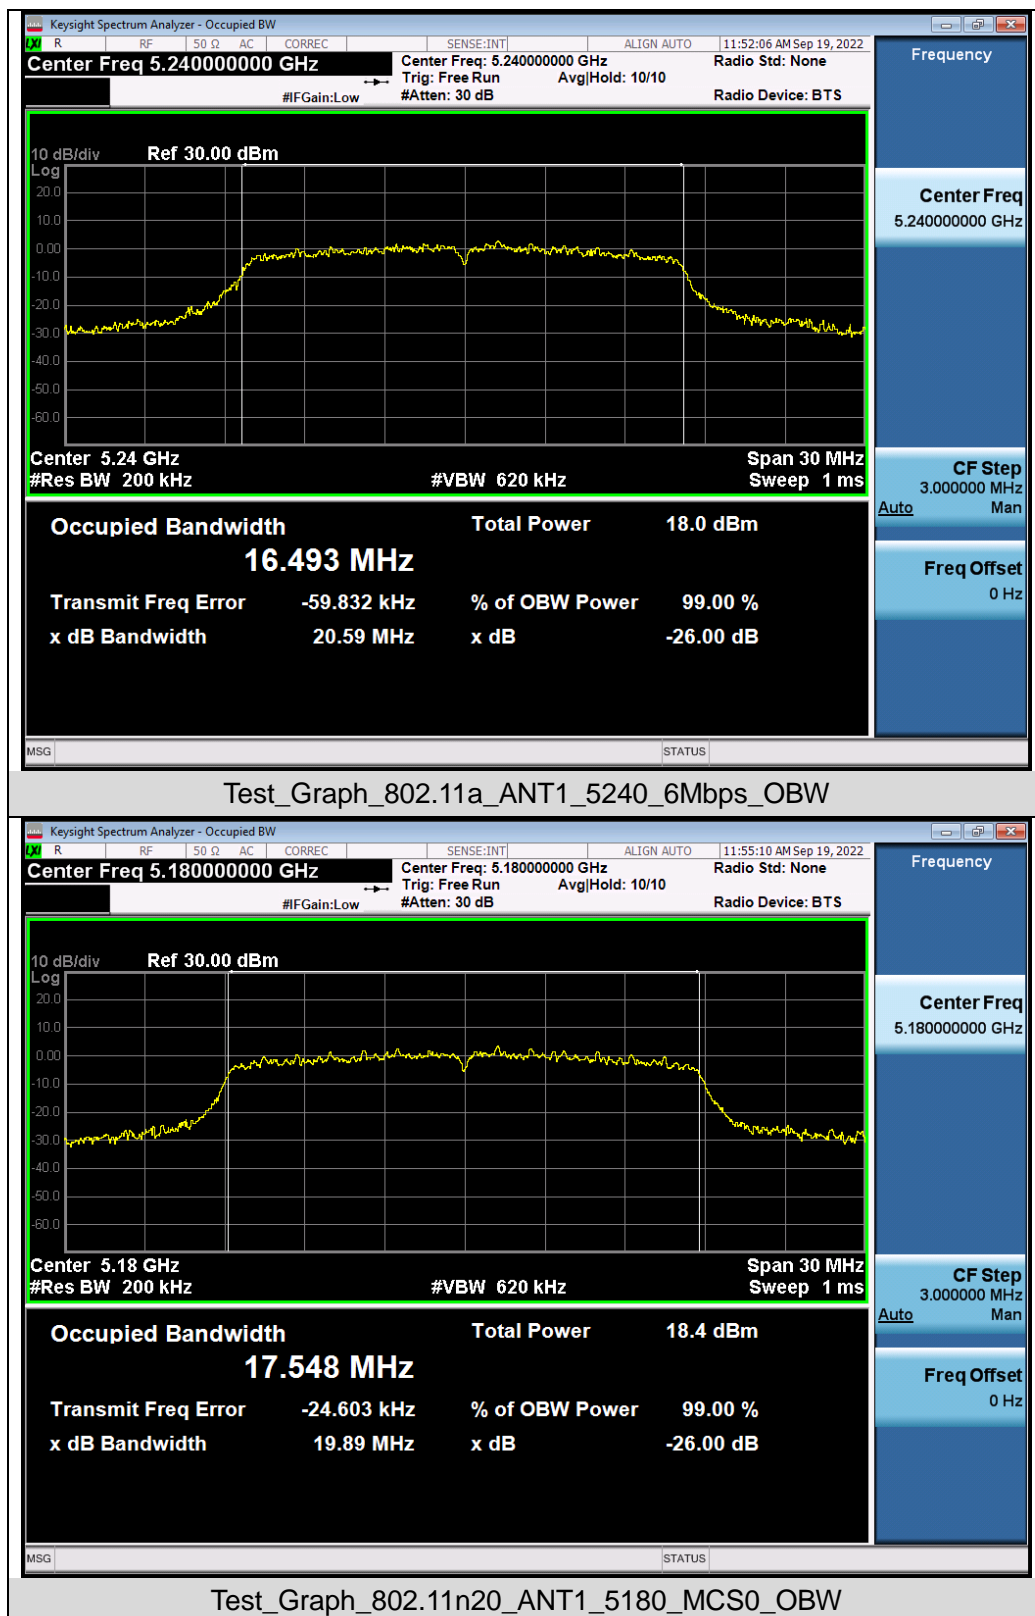 Keysight Spectrum Analyzer - Occupied BW
LXI R RF 50 Ω AC CORREC SENSE:INT ALIGN AUTO 11:52:06 AM Sep 19, 2022
Center Freq 5.240000000 GHz
Center Freq: 5.240000000 GHz Radio Std: None
Trig: Free Run Avg|Hold: 10/10
#IFGain:Low #Atten: 30 dB Radio Device: BTS
Frequency
10 dB/div Ref 30.00 dBm
Log
20.0
10.0
0.00
-10.0
-20.0
-30.0
-40.0
-50.0
-60.0
Center Freq
5.240000000 GHz
Center 5.24 GHz Span 30 MHz
#Res BW 200 kHz #VBW 620 kHz Sweep 1 ms
CF Step
3.000000 MHz
Auto Man
Occupied Bandwidth Total Power 18.0 dBm
16.493 MHz
Transmit Freq Error -59.832 kHz % of OBW Power 99.00 %
x dB Bandwidth 20.59 MHz x dB -26.00 dB
Freq Offset
0 Hz
MSG STATUS
Test_Graph_802.11a_ANT1_5240_6Mbps_OBW
Keysight Spectrum Analyzer - Occupied BW
LXI R RF 50 Ω AC CORREC SENSE:INT ALIGN AUTO 11:55:10 AM Sep 19, 2022
Center Freq 5.180000000 GHz
Center Freq: 5.180000000 GHz Radio Std: None
Trig: Free Run Avg|Hold: 10/10
#IFGain:Low #Atten: 30 dB Radio Device: BTS
Frequency
10 dB/div Ref 30.00 dBm
Log
20.0
10.0
0.00
-10.0
-20.0
-30.0
-40.0
-50.0
-60.0
Center Freq
5.180000000 GHz
Center 5.18 GHz Span 30 MHz
#Res BW 200 kHz #VBW 620 kHz Sweep 1 ms
CF Step
3.000000 MHz
Auto Man
Occupied Bandwidth Total Power 18.4 dBm
17.548 MHz
Transmit Freq Error -24.603 kHz % of OBW Power 99.00 %
x dB Bandwidth 19.89 MHz x dB -26.00 dB
Freq Offset
0 Hz
MSG STATUS
Test_Graph_802.11n20_ANT1_5180_MCS0_OBW